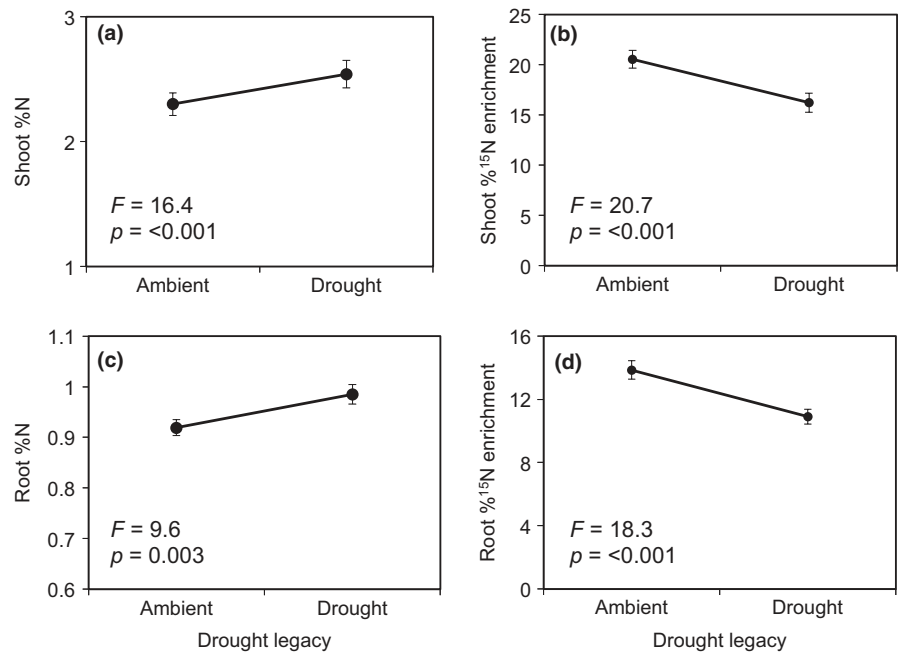 (a)
Shoot %N
3
2
1
F = 16.4
p = <0.001
Ambient Drought
(b)
Shoot %¹⁵N enrichment
25
20
15
10
5
0
F = 20.7
p = <0.001
Ambient Drought
(c)
Root %N
1.1
1
0.9
0.8
0.7
0.6
F = 9.6
p = 0.003
Ambient Drought
Drought legacy
(d)
Root %¹⁵N enrichment
16
12
8
4
0
F = 18.3
p = <0.001
Ambient Drought
Drought legacy